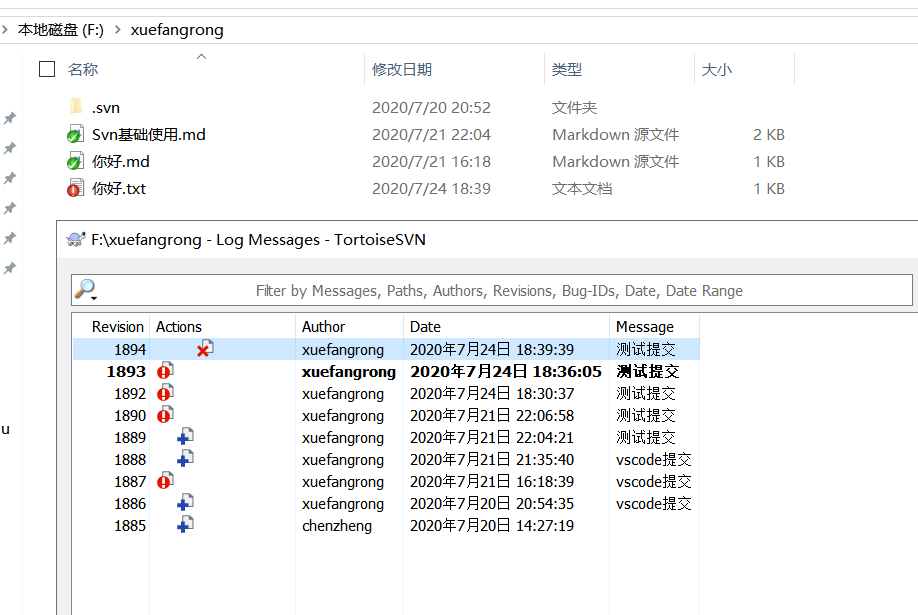 本地磁盘 (F:) > xuefangrong
名称 修改日期 类型 大小
.svn 2020/7/20 20:52 文件夹
Svn基础使用.md 2020/7/21 22:04 Markdown 源文件 2 KB
你好.md 2020/7/21 16:18 Markdown 源文件 1 KB
你好.txt 2020/7/24 18:39 文本文档 1 KB
F:\xuefangrong - Log Messages - TortoiseSVN
Filter by Messages, Paths, Authors, Revisions, Bug-IDs, Date, Date Range
Revision Actions Author Date Message
1894 xuefangrong 2020年7月24日 18:39:39 测试提交
1893 xuefangrong 2020年7月24日 18:36:05 测试提交
1892 xuefangrong 2020年7月24日 18:30:37 测试提交
u
1890 xuefangrong 2020年7月21日 22:06:58 测试提交
1889 xuefangrong 2020年7月21日 22:04:21 测试提交
1888 xuefangrong 2020年7月21日 21:35:40 vscode提交
1887 xuefangrong 2020年7月21日 16:18:39 vscode提交
1886 xuefangrong 2020年7月20日 20:54:35 vscode提交
1885 chenzheng 2020年7月20日 14:27:19